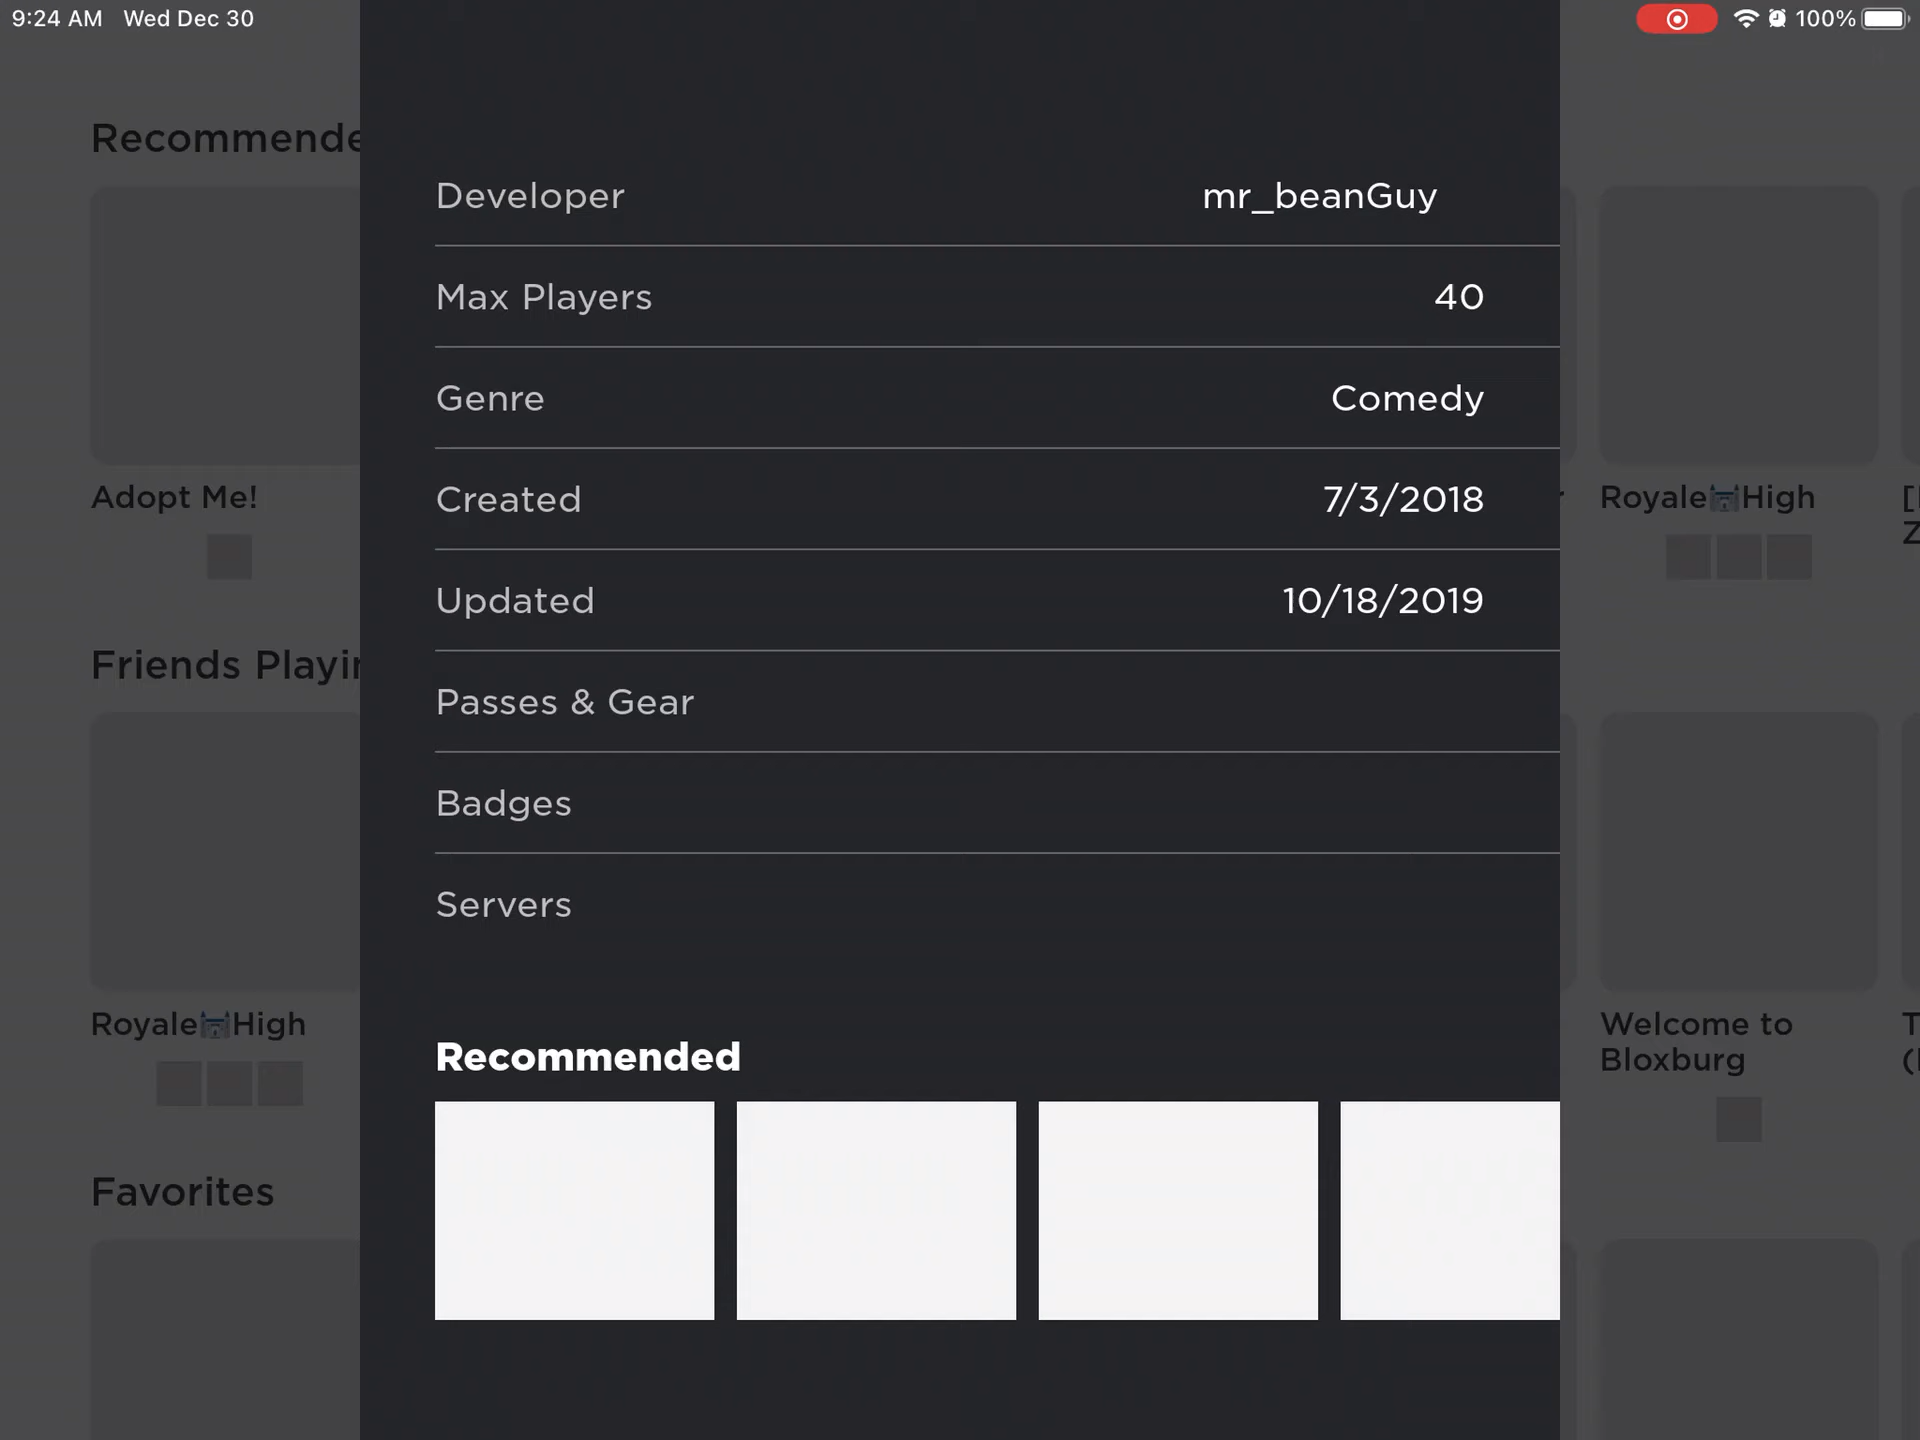 9:24 AM Wed Dec 30
100%
Recommende
Adopt Me!
Friends Playin
Royale🏰High
Favorites
Developer mr_beanGuy
Max Players 40
Genre Comedy
Created 7/3/2018
Updated 10/18/2019
Passes & Gear
Badges
Servers
Recommended
Royale🏰High
Welcome to
Bloxburg